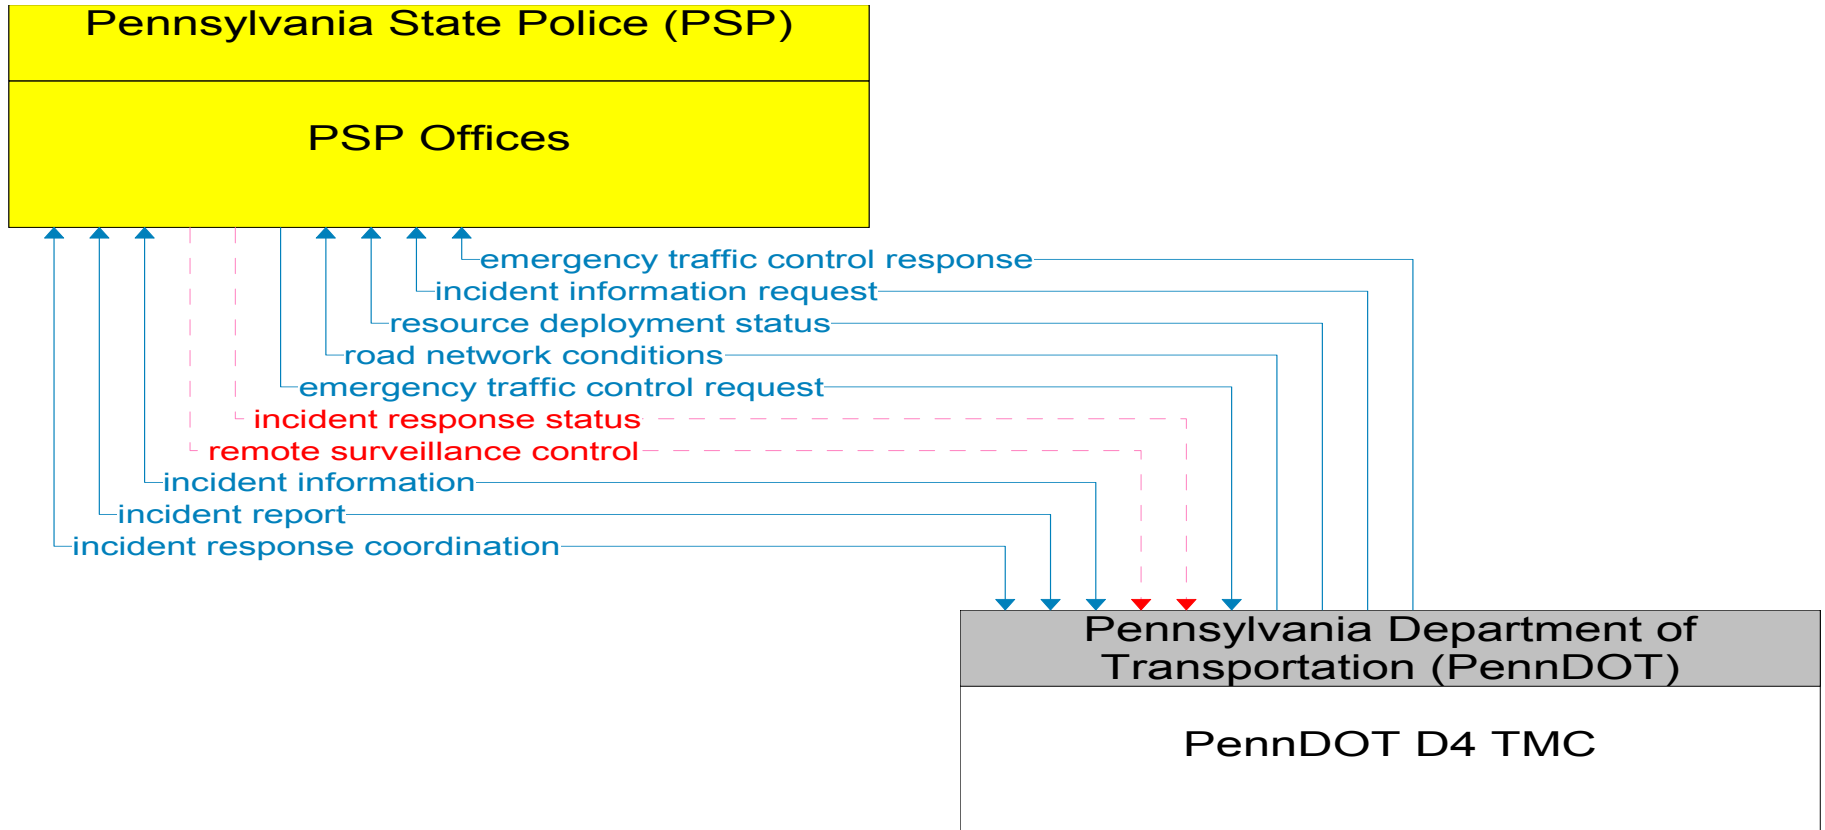 Pennsylvania State Police (PSP)
PSP Offices
emergency traffic control response
incident information request
resource deployment status
road network conditions
emergency traffic control request
incident response status
remote surveillance control
incident information
incident report
incident response coordination
Pennsylvania Department of
Transportation (PennDOT)
PennDOT D4 TMC